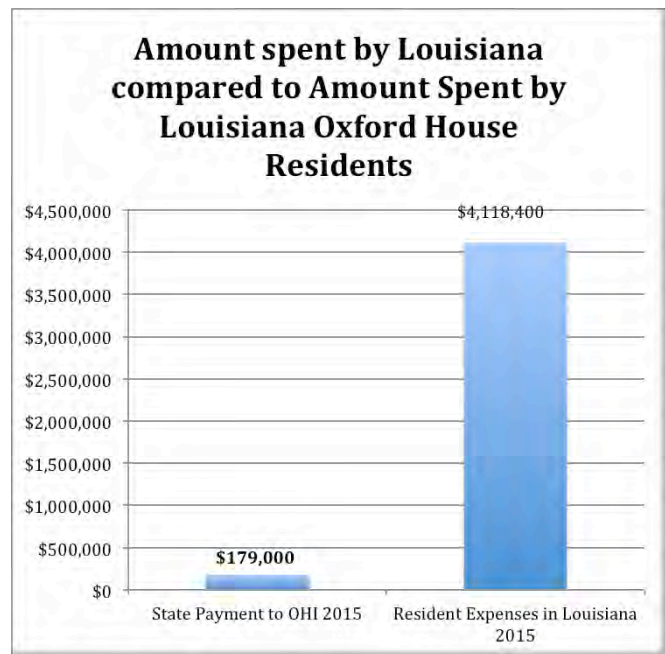 Amount spent by Louisiana
compared to Amount Spent by
Louisiana Oxford House
Residents
$4,500,000
$4,118,400
$4,000,000
$3,500,000
$3,000,000
$2,500,000
$2,000,000
$1,500,000
$1,000,000
$500,000
$179,000
$0
State Payment to OHI 2015
Resident Expenses in Louisiana
2015